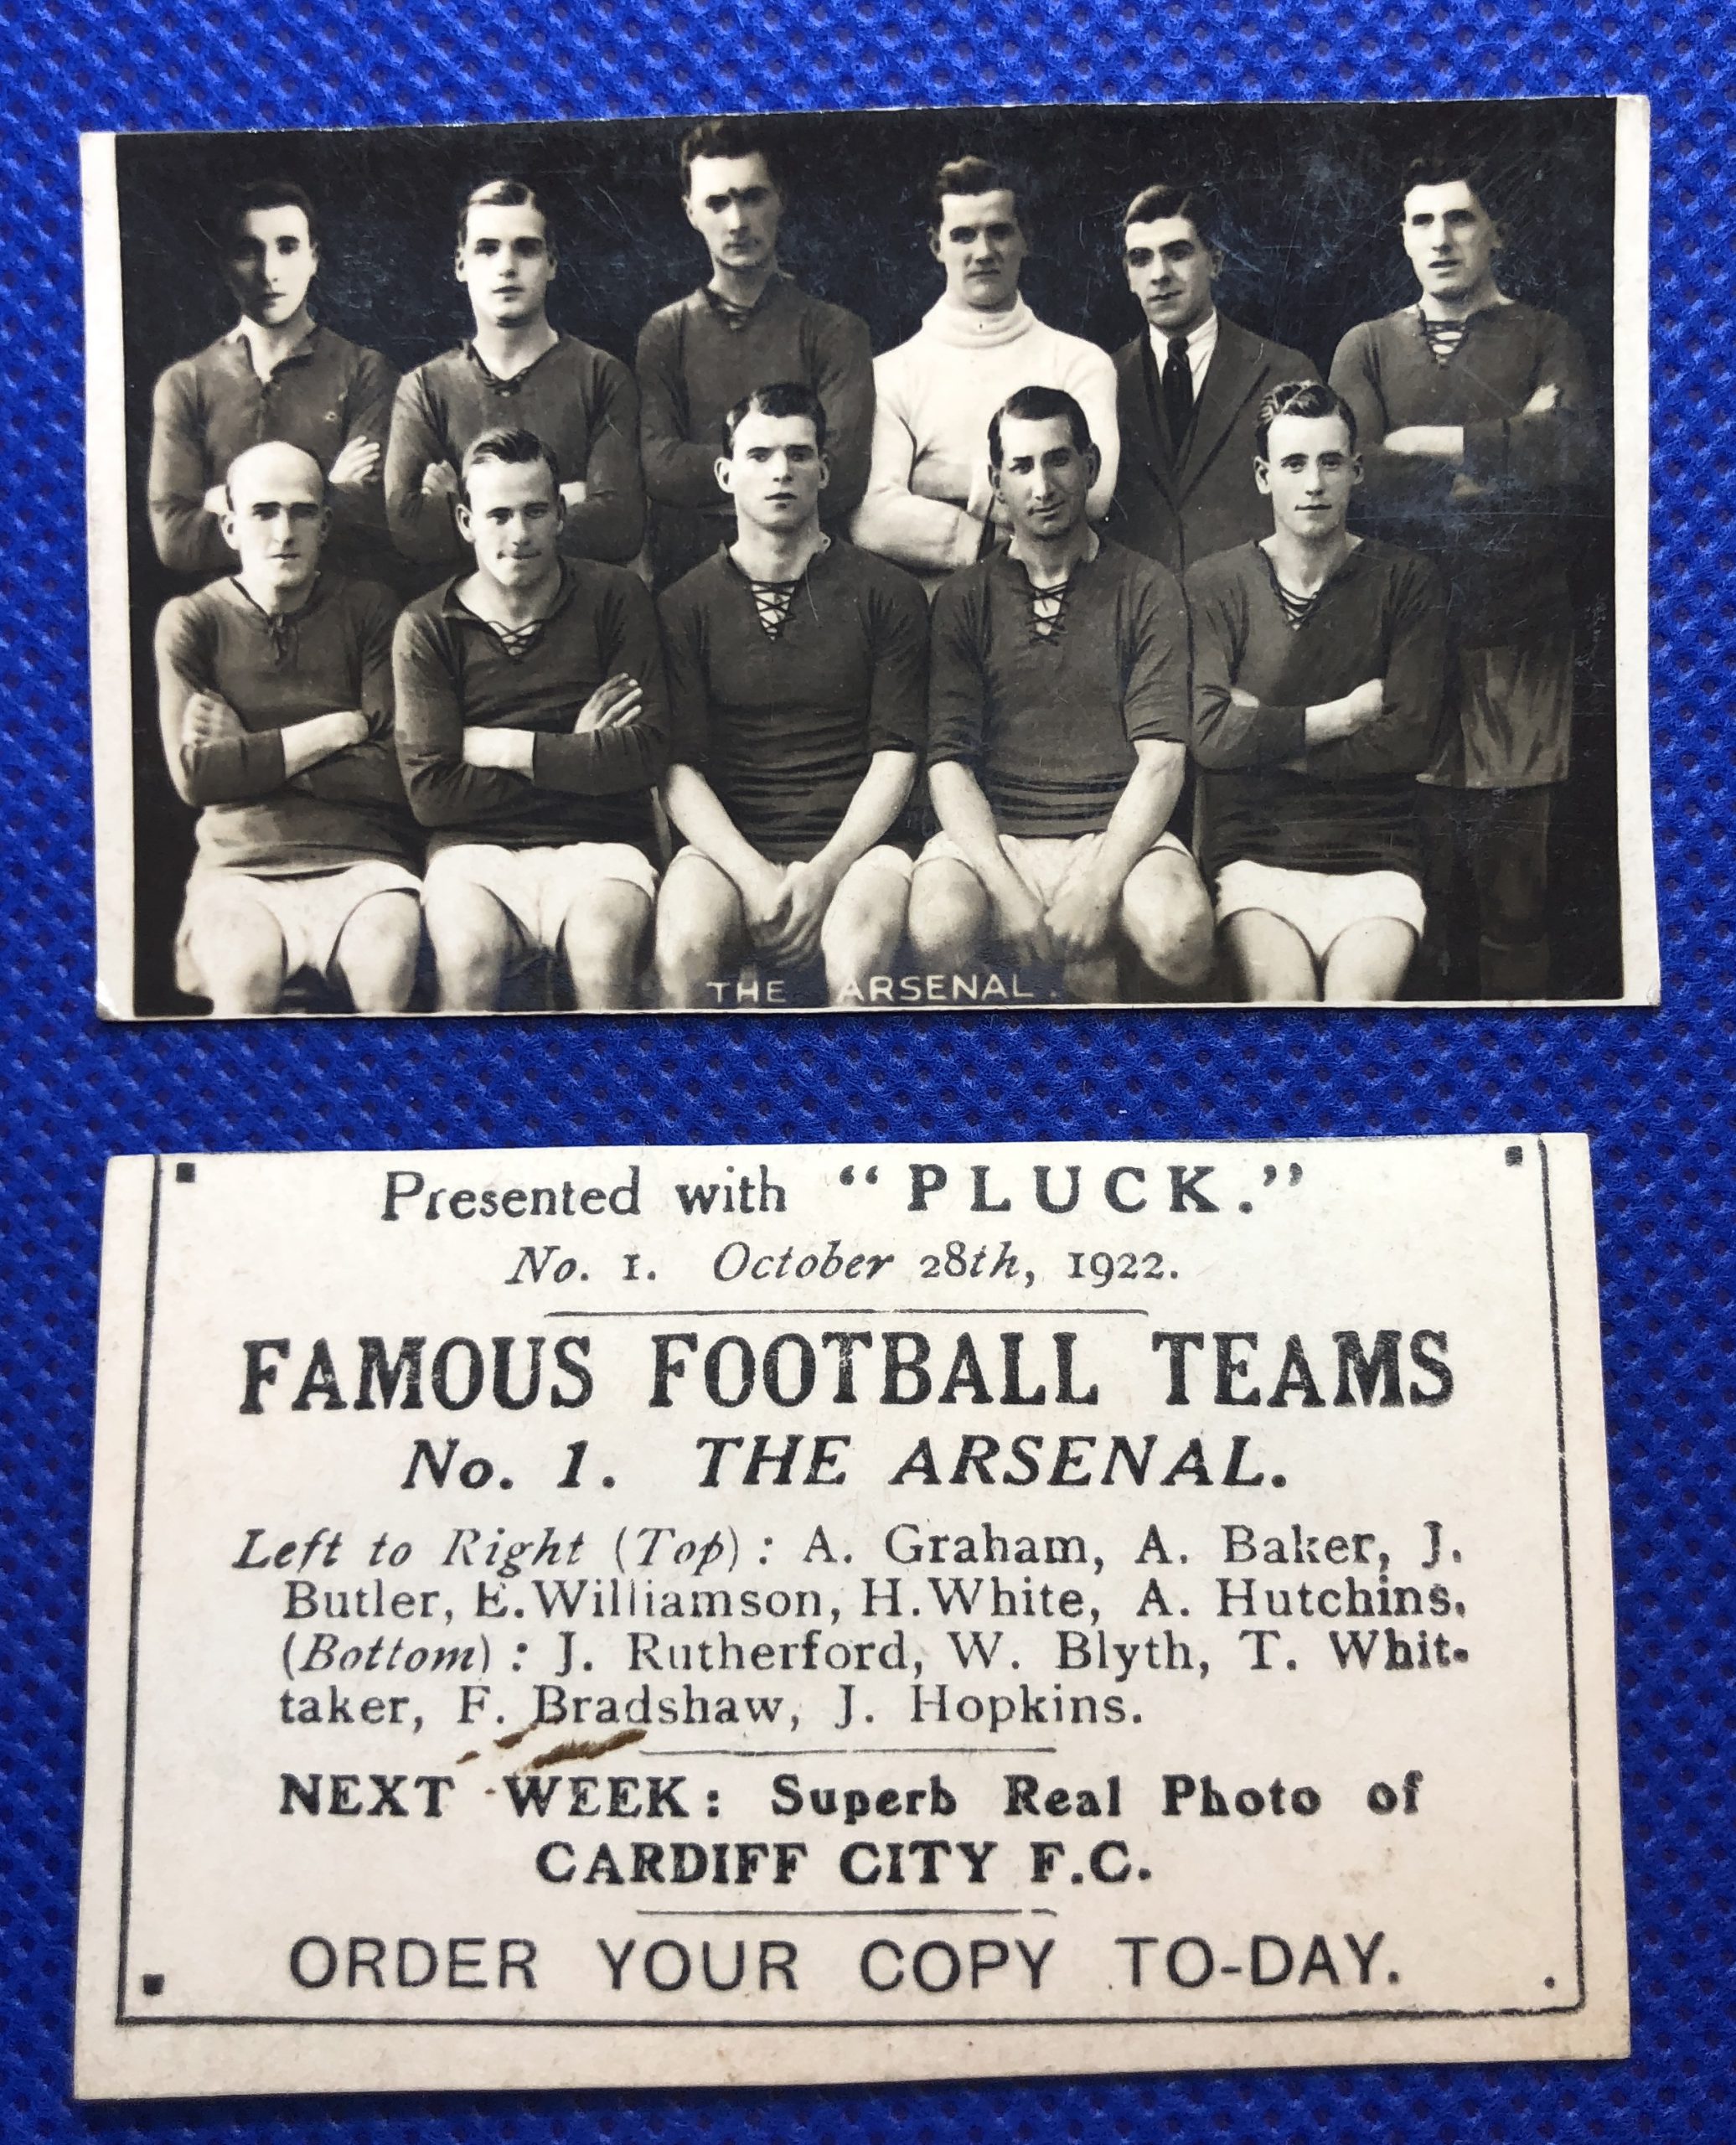 THE ARSENAL.
Presented with "PLUCK."
No. 1. October 28th, 1922.
FAMOUS FOOTBALL TEAMS
No. 1. THE ARSENAL.
Left to Right (Top) : A. Graham, A. Baker, J.
Butler, E. Williamson, H. White, A. Hutchins.
(Bottom) : J. Rutherford, W. Blyth, T. Whit-
taker, F. Bradshaw, J. Hopkins.
NEXT WEEK: Superb Real Photo of
CARDIFF CITY F.C.
ORDER YOUR COPY TO-DAY.